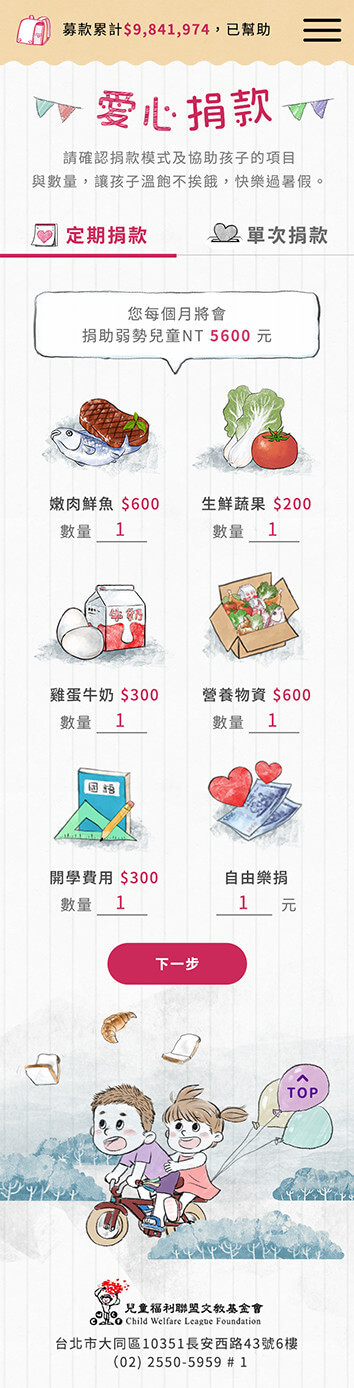 募款累計$9,841,974，已幫助
愛心捐款
請確認捐款模式及協助孩子的項目
與數量，讓孩子溫飽不挨餓，快樂過暑假。
定期捐款 單次捐款
您每個月將會
捐助弱勢兒童NT 5600 元
嫩肉鮮魚 $600 生鮮蔬果 $200
數量 1 數量 1
牛奶
雞蛋牛奶 $300 營養物資 $600
數量 1 數量 1
國語
開學費用 $300 自由樂捐
數量 1 1 元
下一步
TOP
兒童福利聯盟文教基金會
Child Welfare League Foundation
台北市大同區10351長安西路43號6樓
(02) 2550-5959 # 1